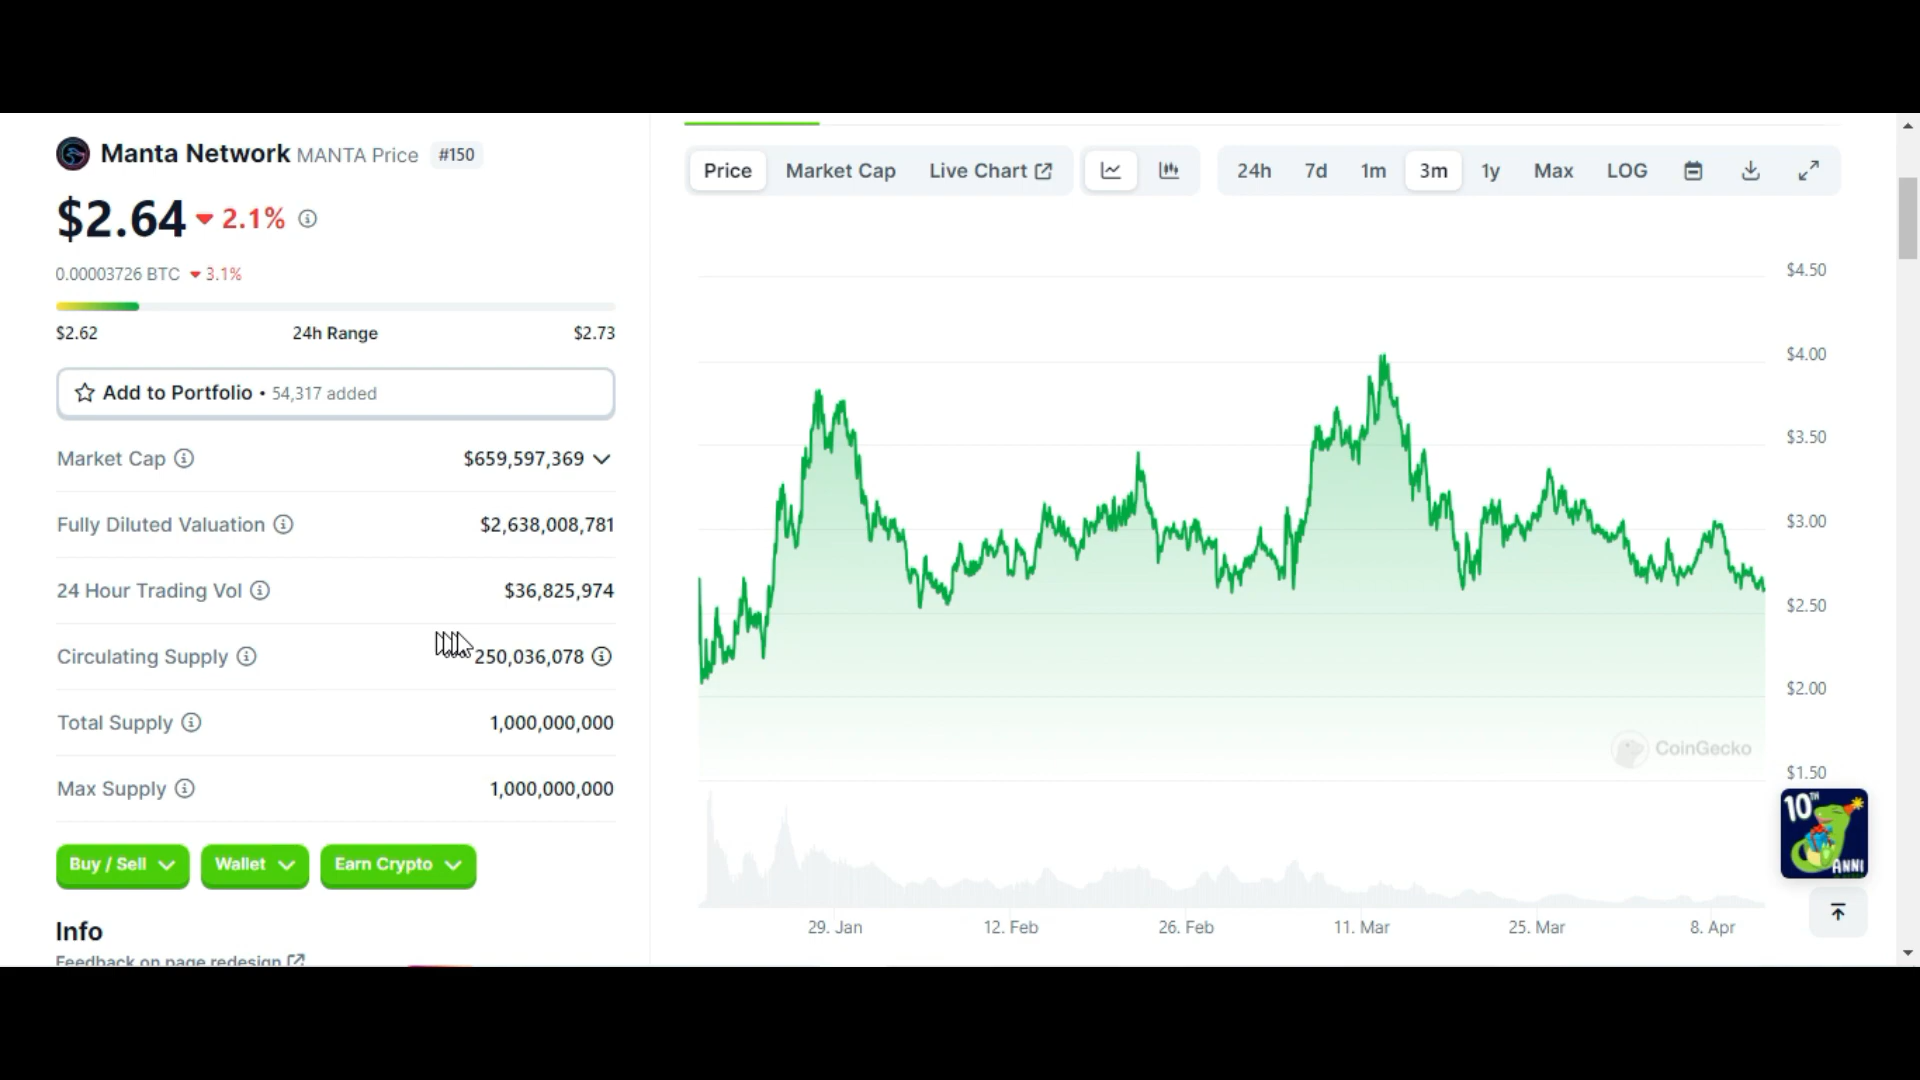 Manta Network MANTA Price #150
$2.64 2.1%
0.00003726 BTC 3.1%
$2.62 24h Range $2.73
Add to Portfolio • 54,317 added
Market Cap $659,597,369
Fully Diluted Valuation $2,638,008,781
24 Hour Trading Vol $36,825,974
Circulating Supply 250,036,078
Total Supply 1,000,000,000
Max Supply 1,000,000,000
Buy / Sell Wallet Earn Crypto
Info
Feedback on page redesign
Price Market Cap Live Chart 24h 7d 1m 3m 1y Max LOG
$4.50
$4.00
$3.50
$3.00
$2.50
$2.00
CoinGecko
$1.50
10TH
ANNI
29. Jan 12. Feb 26. Feb 11. Mar 25. Mar 8. Apr